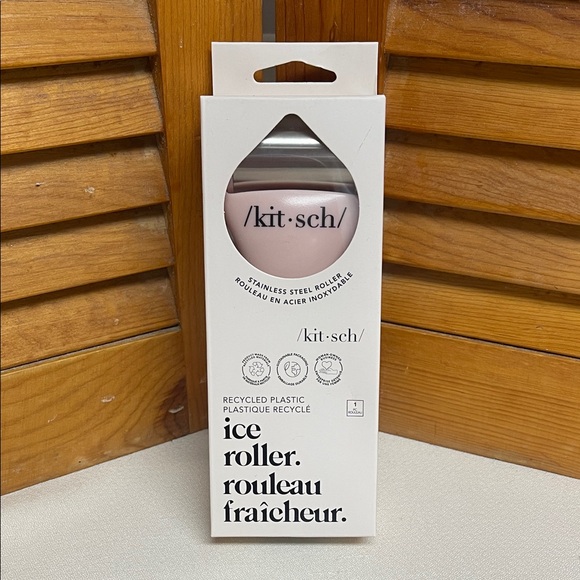 /kit·sch/
STAINLESS STEEL ROLLER
ROULEAU EN ACIER INOXYDABLE
/kit·sch/
RECYCLED PLASTIC
PLASTIQUE RECYCLÉ
1
ice
roller.
rouleau
fraîcheur.